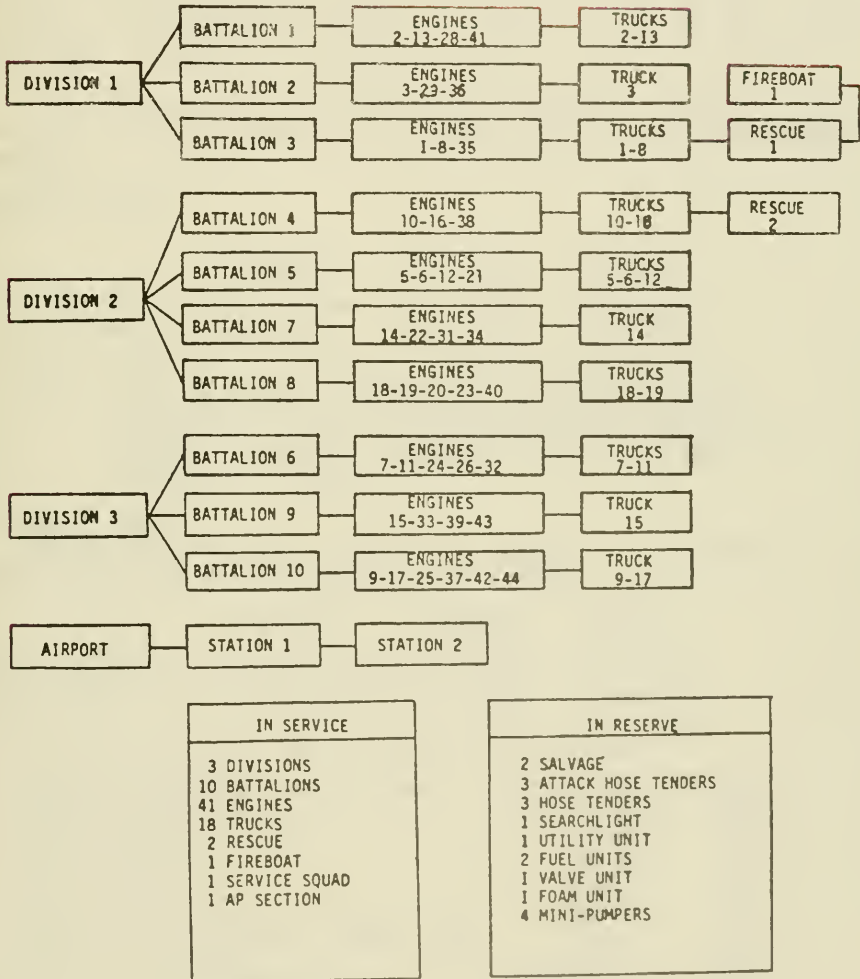 BATTALION 1 ENGINES TRUCKS
2-13-28-41 2-13
DIVISION 1 BATTALION 2 ENGINES TRUCK FIREBOAT
3-29-36 3 1
BATTALION 3 ENGINES TRUCKS RESCUE
1-8-35 1-8 1
BATTALION 4 ENGINES TRUCKS RESCUE
10-16-38 10-16 2
BATTALION 5 ENGINES TRUCKS
5-6-12-21 5-6-12
DIVISION 2
BATTALION 7 ENGINES TRUCK
14-22-31-34 14
BATTALION 8 ENGINES TRUCKS
18-19-20-23-40 18-19
BATTALION 6 ENGINES TRUCKS
7-11-24-26-32 7-11
DIVISION 3 BATTALION 9 ENGINES TRUCK
15-33-39-43 15
BATTALION 10 ENGINES TRUCK
9-17-25-37-42-44 9-17
AIRPORT STATION 1 STATION 2
IN SERVICE
3 DIVISIONS
10 BATTALIONS
41 ENGINES
18 TRUCKS
2 RESCUE
1 FIREBOAT
1 SERVICE SQUAD
1 AP SECTION
IN RESERVE
2 SALVAGE
3 ATTACK HOSE TENDERS
3 HOSE TENDERS
1 SEARCHLIGHT
1 UTILITY UNIT
2 FUEL UNITS
1 VALVE UNIT
1 FOAM UNIT
4 MINI-PUMPERS